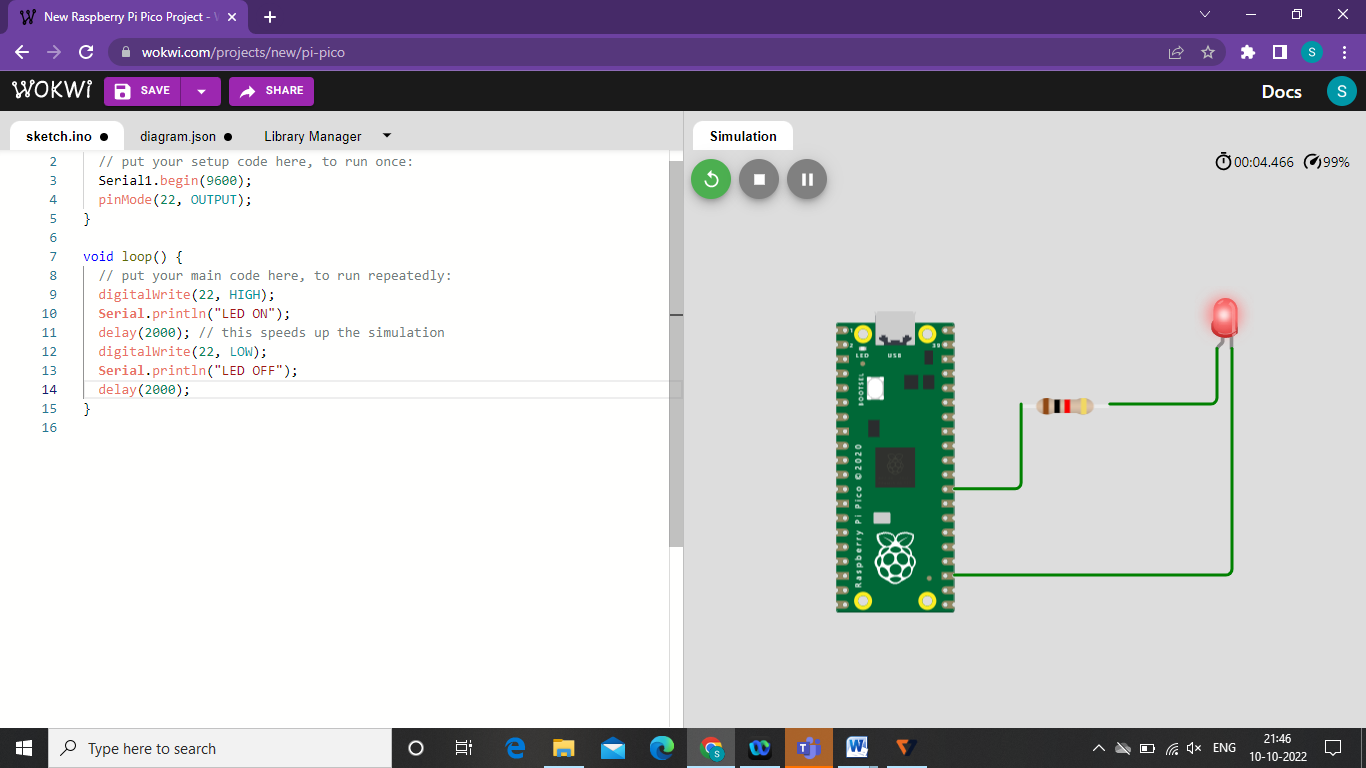 New Raspberry Pi Pico Project - W
wokwi.com/projects/new/pi-pico
S
WOKWI
SAVE
SHARE
Docs
S
sketch.ino
diagram.json
Library Manager
Simulation
00:04.466
99%
2 // put your setup code here, to run once:
3 Serial1.begin(9600);
4 pinMode(22, OUTPUT);
5 }
6
7 void loop() {
8 // put your main code here, to run repeatedly:
9 digitalWrite(22, HIGH);
10 Serial.println("LED ON");
11 delay(2000); // this speeds up the simulation
12 digitalWrite(22, LOW);
13 Serial.println("LED OFF");
14 delay(2000);
15 }
16
1
2
LED
USB
BOOTSEL
Raspberry Pi Pico ©2020
Type here to search
ENG
21:46
10-10-2022